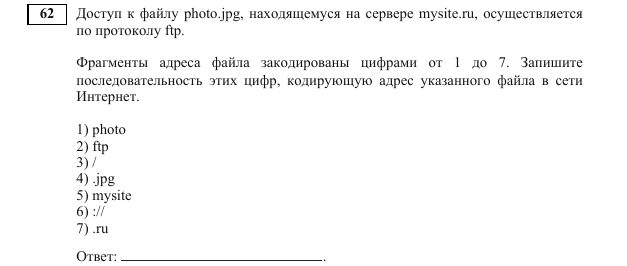 62
Доступ к файлу photo.jpg, находящемуся на сервере mysite.ru, осуществляется
по протоколу ftp.
Фрагменты адреса файла закодированы цифрами от 1 до 7. Запишите
последовательность этих цифр, кодирующую адрес указанного файла в сети
Интернет.
1) photo
2) ftp
3) /
4) .jpg
5) mysite
6) ://
7) .ru
Ответ: ___________________________.